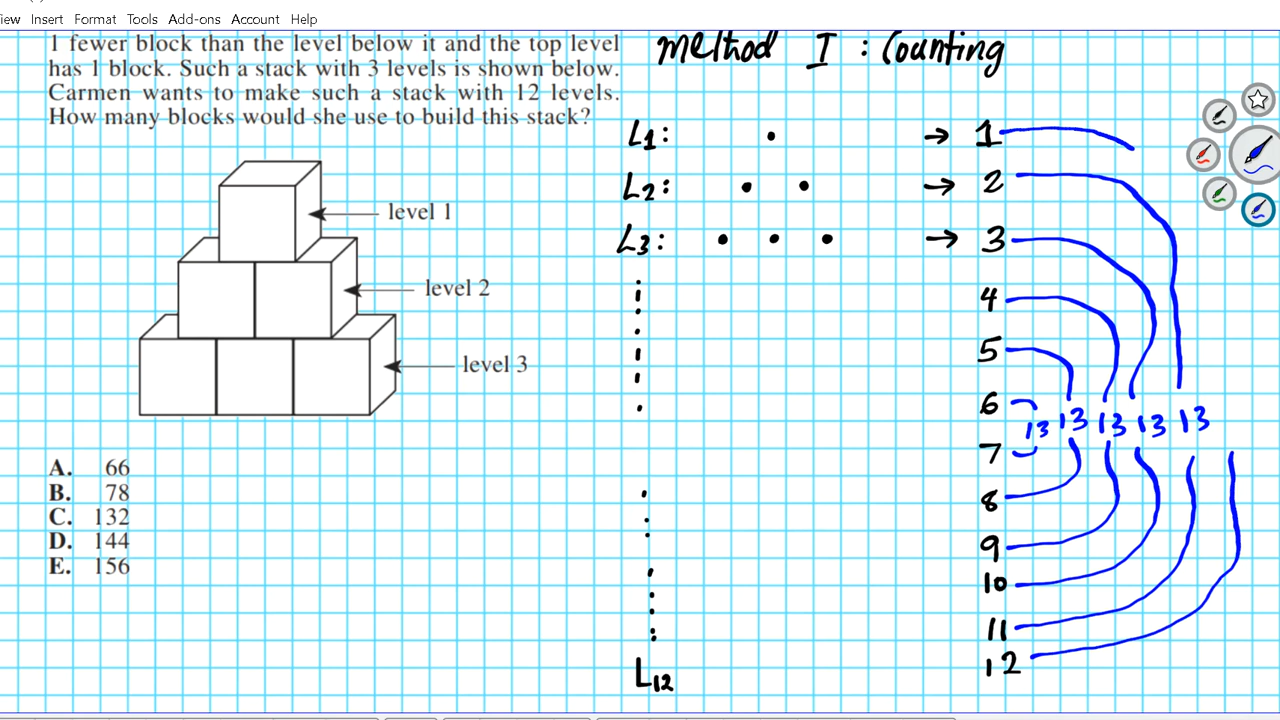 iew Insert Format Tools Add-ons Account Help
1 fewer block than the level below it and the top level
has 1 block. Such a stack with 3 levels is shown below.
Carmen wants to make such a stack with 12 levels.
How many blocks would she use to build this stack?
level 1
level 2
level 3
A. 66
B. 78
C. 132
D. 144
E. 156
Method I : Counting
L1: → 1
L2: → 2
L3: → 3
4
5
6
13 13 13 13 13
7
8
9
10
11
12
L12